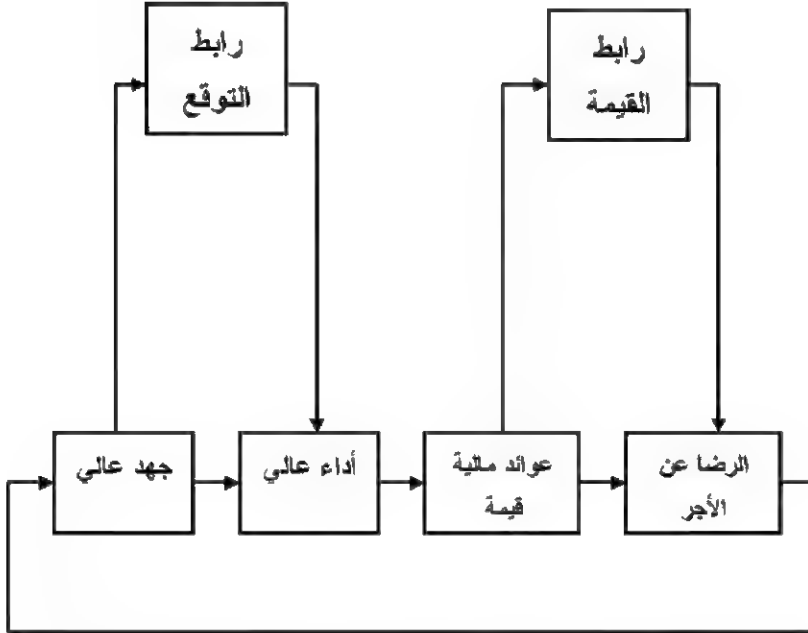 رابط
التوقع
رابط
القيمة
جهد عالي
أداء عالي
عوائد مالية
قيمة
الرضا عن
الأجر